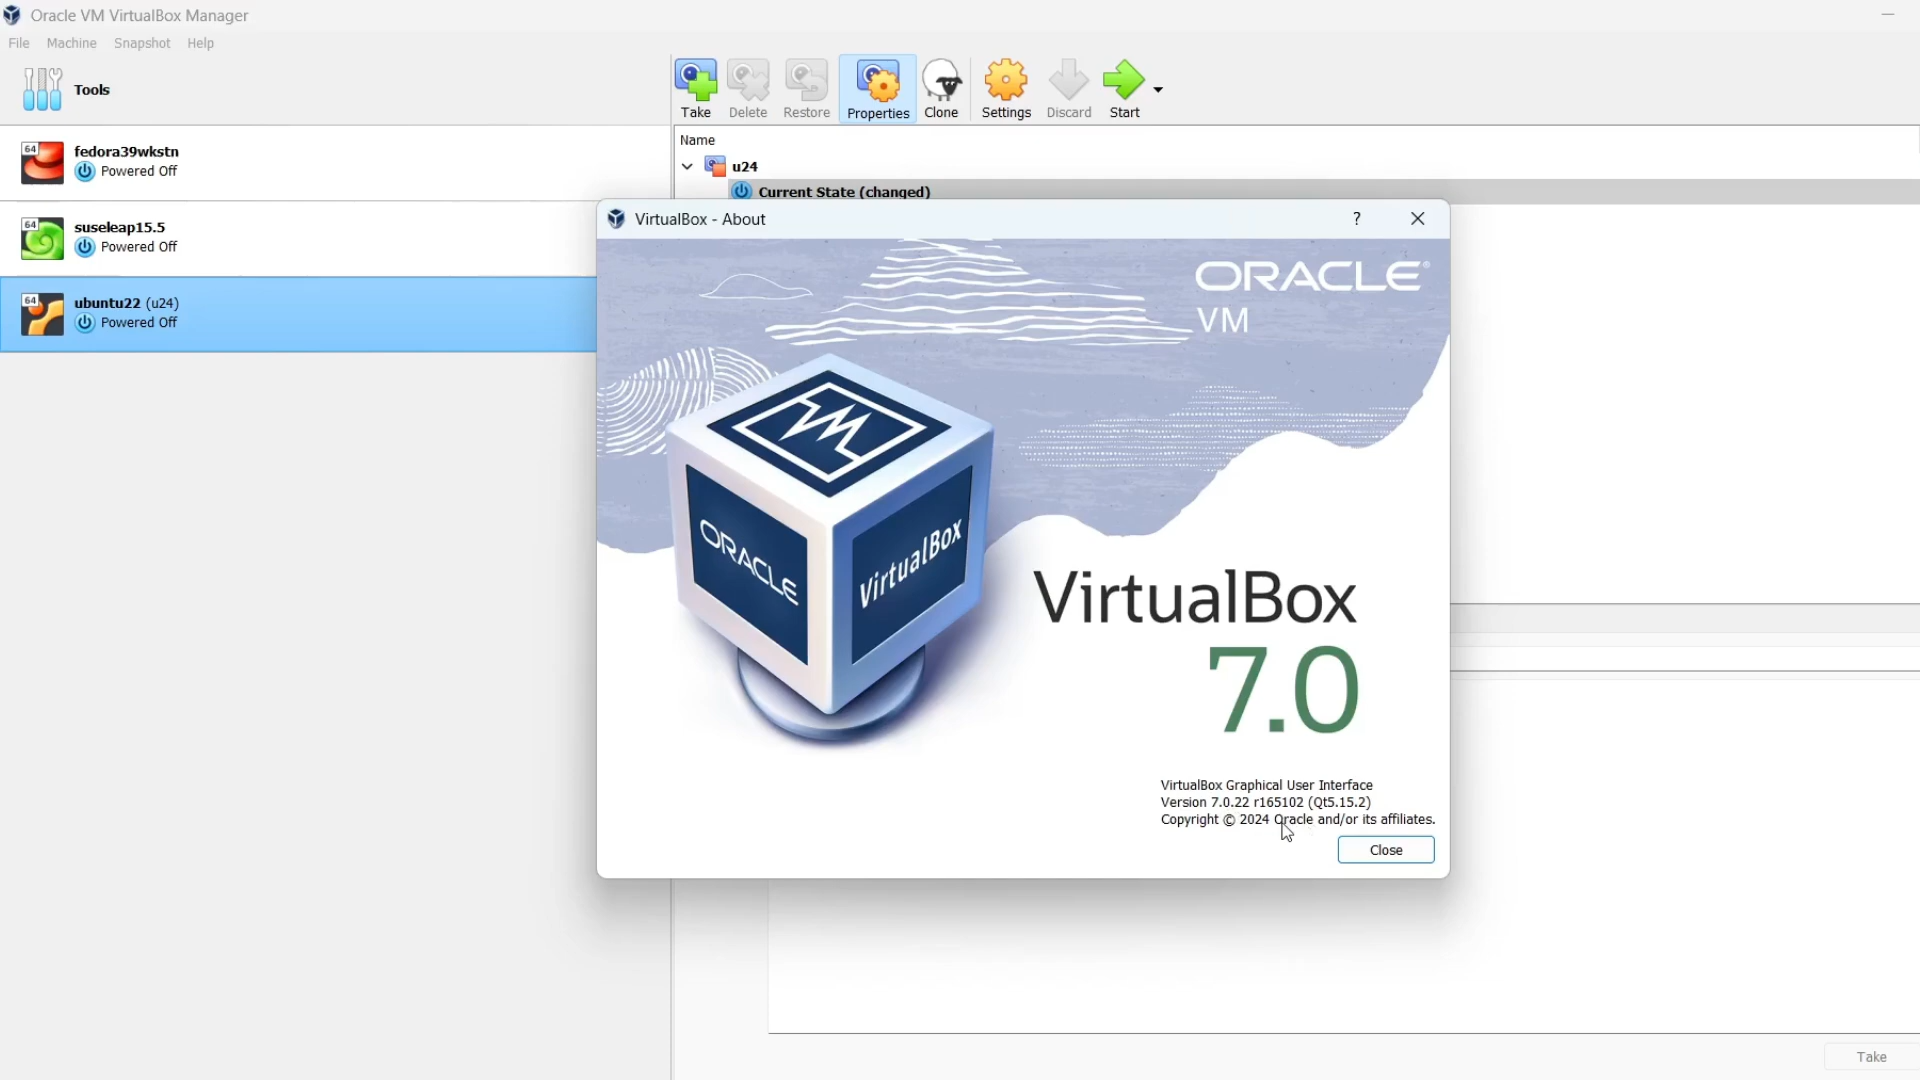 Oracle VM VirtualBox Manager
File Machine Snapshot Help
Tools
Take Delete Restore Properties Clone Settings Discard Start
Name
64 fedora39wkstn
Powered Off
u24
Current State (changed)
64 suseleap15.5
Powered Off
64 ubuntu22 (u24)
Powered Off
VirtualBox - About ?
ORACLE®
VM
ORACLE
VirtualBox
VirtualBox
7.0
VirtualBox Graphical User Interface
Version 7.0.22 r165102 (Qt5.15.2)
Copyright © 2024 Oracle and/or its affiliates.
Close
Take